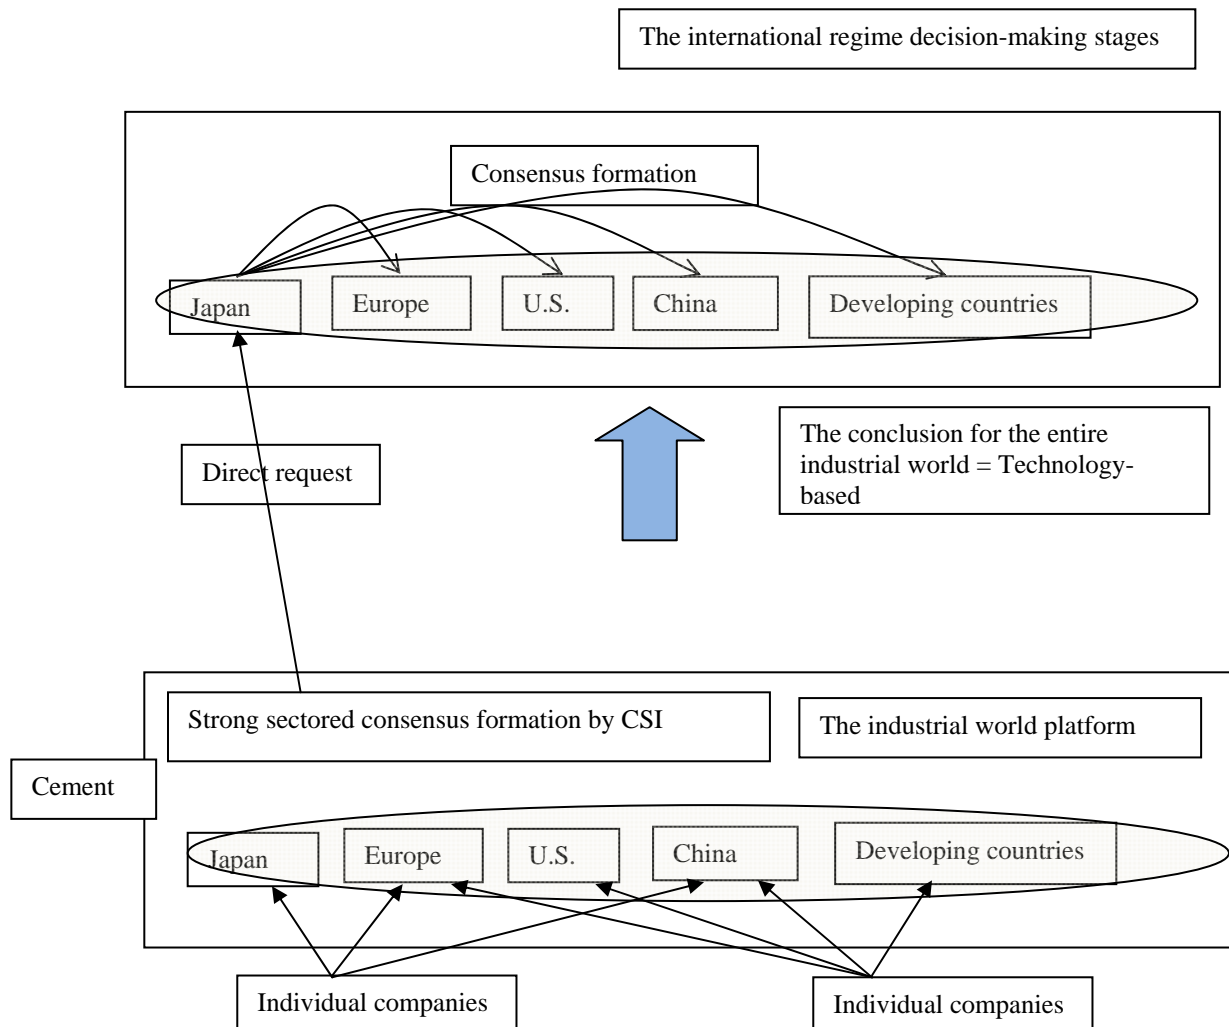 The international regime decision-making stages
Consensus formation
Japan
Europe
U.S.
China
Developing countries
Direct request
The conclusion for the entire
industrial world = Technology-
based
Strong sectored consensus formation by CSI
The industrial world platform
Cement
Japan
Europe
U.S.
China
Developing countries
Individual companies
Individual companies